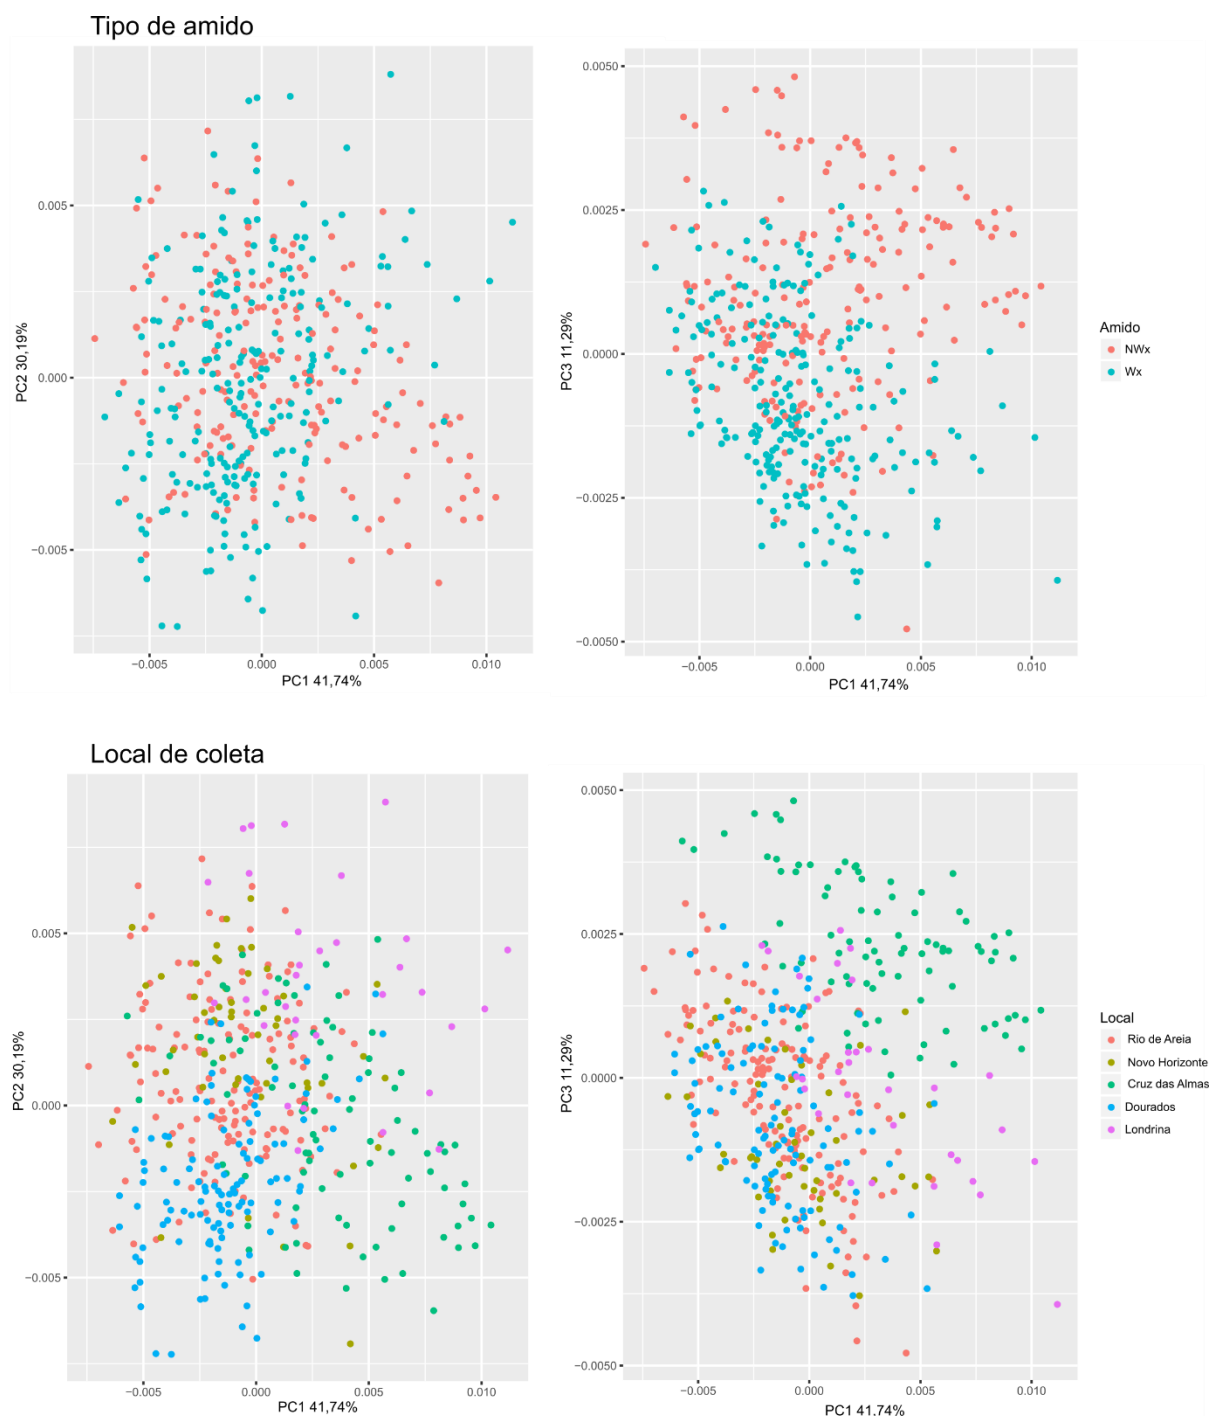 Tipo de amido
0.005
0.000
−0.005
PC2 30,19%
−0.005
0.000
0.005
0.010
PC1 41,74%
0.0050
0.0025
0.0000
−0.0025
−0.0050
PC3 11,29%
−0.005
0.000
0.005
0.010
PC1 41,74%
Amido
NWx
Wx
Local de coleta
0.005
0.000
−0.005
PC2 30,19%
−0.005
0.000
0.005
0.010
PC1 41,74%
0.0050
0.0025
0.0000
−0.0025
−0.0050
PC3 11,29%
−0.005
0.000
0.005
0.010
PC1 41.74%
Local
Rio de Areia
Novo Horizonte
Cruz das Almas
Dourados
Londrina